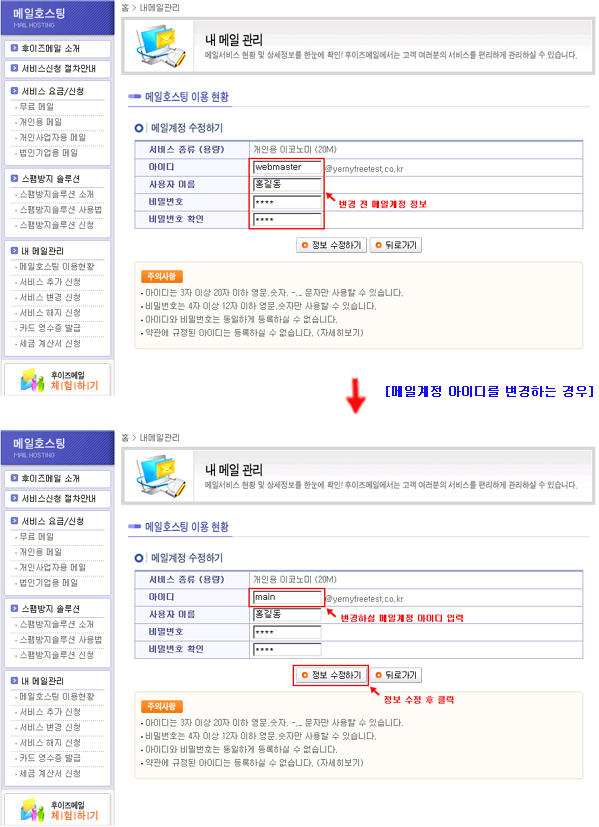 메일호스팅
MAIL HOSTING
후이즈메일 소개
서비스신청 절차안내
서비스 요금/신청
- 무료 메일
- 개인용 메일
- 개인사업자용 메일
- 법인기업용 메일
스팸방지 솔루션
- 스팸방지솔루션 소개
- 스팸방지솔루션 사용법
- 스팸방지솔루션 신청
내 메일관리
- 메일호스팅 이용현황
- 서비스 추가 신청
- 서비스 변경 신청
- 서비스 해지 신청
- 카드 영수증 발급
- 세금 계산서 신청
후이즈메일
체|험|하|기
홈 > 내메일관리
내 메일 관리
메일서비스 현황 및 상세정보를 한눈에 확인! 후이즈메일에서는 고객 여러분의 서비스를 편리하게 관리하실 수 있습니다.
메일호스팅 이용 현황
메일계정 수정하기
서비스 종류 (용량) 개인용 이코노미 (20M)
아이디 webmaster @yernyfreetest.co.kr
사용자 이름 홍길동
비밀번호 ****
비밀번호 확인 ****
변경 전 메일계정 정보
정보 수정하기 뒤로가기
주의사항
• 아이디는 3자 이상 20자 이하 영문,숫자, -,_ 문자만 사용할 수 있습니다.
• 비밀번호는 4자 이상 12자 이하 영문,숫자만 사용할 수 있습니다.
• 아이디와 비밀번호는 동일하게 등록하실 수 없습니다.
• 약관에 규정된 아이디는 등록하실 수 없습니다. (자세히보기)
[메일계정 아이디를 변경하는 경우]
메일호스팅
MAIL HOSTING
후이즈메일 소개
서비스신청 절차안내
서비스 요금/신청
- 무료 메일
- 개인용 메일
- 개인사업자용 메일
- 법인기업용 메일
스팸방지 솔루션
- 스팸방지솔루션 소개
- 스팸방지솔루션 사용법
- 스팸방지솔루션 신청
내 메일관리
- 메일호스팅 이용현황
- 서비스 추가 신청
- 서비스 변경 신청
- 서비스 해지 신청
- 카드 영수증 발급
- 세금 계산서 신청
후이즈메일
체|험|하|기
홈 > 내메일관리
내 메일 관리
메일서비스 현황 및 상세정보를 한눈에 확인! 후이즈메일에서는 고객 여러분의 서비스를 편리하게 관리하실 수 있습니다.
메일호스팅 이용 현황
메일계정 수정하기
서비스 종류 (용량) 개인용 이코노미 (20M)
아이디 main @yernyfreetest.co.kr
사용자 이름 홍길동
변경하실 메일계정 아이디 입력
비밀번호 ****
비밀번호 확인 ****
정보 수정하기 뒤로가기
정보 수정 후 클릭
주의사항
• 아이디는 3자 이상 20자 이하 영문,숫자, -,_ 문자만 사용할 수 있습니다.
• 비밀번호는 4자 이상 12자 이하 영문,숫자만 사용할 수 있습니다.
• 아이디와 비밀번호는 동일하게 등록하실 수 없습니다.
• 약관에 규정된 아이디는 등록하실 수 없습니다. (자세히보기)